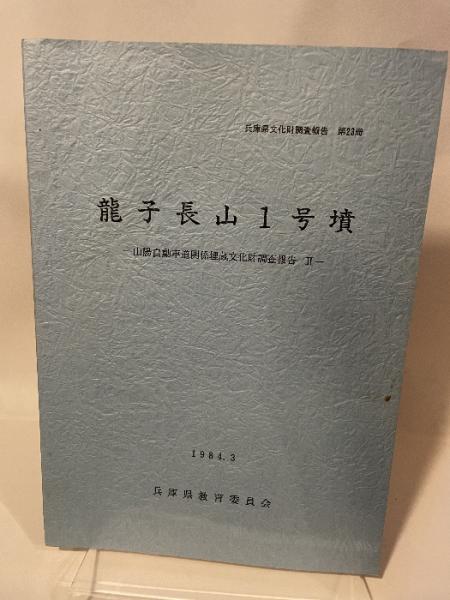 兵庫県文化財調査報告 第23冊
龍子長山1号墳
―山陽自動車道関係埋蔵文化財調査報告 Ⅱ―
1984.3
兵庫県教育委員会